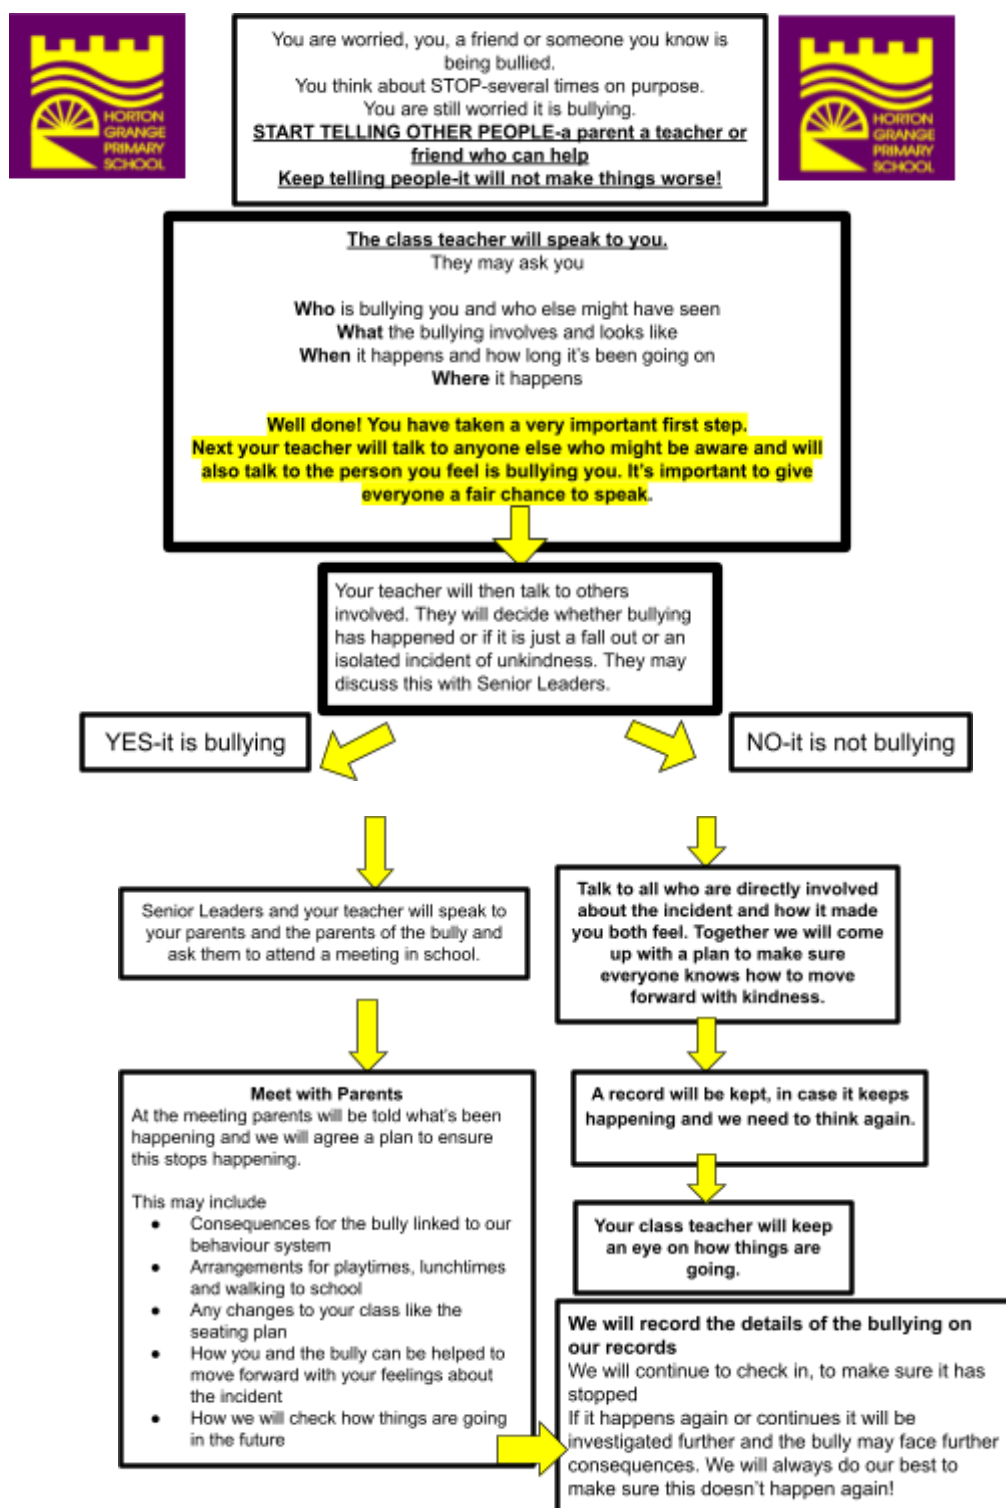 HORTON
GRANGE
PRIMARY
SCHOOL
You are worried, you, a friend or someone you know is
being bullied.
You think about STOP-several times on purpose.
You are still worried it is bullying.
START TELLING OTHER PEOPLE-a parent a teacher or
friend who can help
Keep telling people-it will not make things worse!
HORTON
GRANGE
PRIMARY
SCHOOL
The class teacher will speak to you.
They may ask you
Who is bullying you and who else might have seen
What the bullying involves and looks like
When it happens and how long it's been going on
Where it happens
Well done! You have taken a very important first step.
Next your teacher will talk to anyone else who might be aware and will
also talk to the person you feel is bullying you. It's important to give
everyone a fair chance to speak.
Your teacher will then talk to others
involved. They will decide whether bullying
has happened or if it is just a fall out or an
isolated incident of unkindness. They may
discuss this with Senior Leaders.
YES-it is bullying
NO-it is not bullying
Senior Leaders and your teacher will speak to
your parents and the parents of the bully and
ask them to attend a meeting in school.
Meet with Parents
At the meeting parents will be told what's been
happening and we will agree a plan to ensure
this stops happening.
This may include
● Consequences for the bully linked to our
behaviour system
● Arrangements for playtimes, lunchtimes
and walking to school
● Any changes to your class like the
seating plan
● How you and the bully can be helped to
move forward with your feelings about
the incident
● How we will check how things are going
in the future
Talk to all who are directly involved
about the incident and how it made
you both feel. Together we will come
up with a plan to make sure
everyone knows how to move
forward with kindness.
A record will be kept, in case it keeps
happening and we need to think again.
Your class teacher will keep
an eye on how things are
going.
We will record the details of the bullying on
our records
We will continue to check in, to make sure it has
stopped
If it happens again or continues it will be
investigated further and the bully may face further
consequences. We will always do our best to
make sure this doesn't happen again!